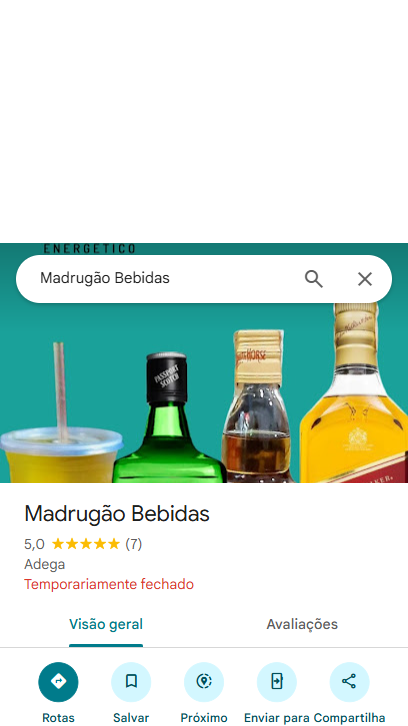 ENERGETICO
Madrugão Bebidas
PASSPORT
SCOTCH
HORSE
Madrugão Bebidas
5,0 (7)
Adega
Temporariamente fechado
Visão geral
Avaliações
Rotas
Salvar
Próximo
Enviar para
Compartilha